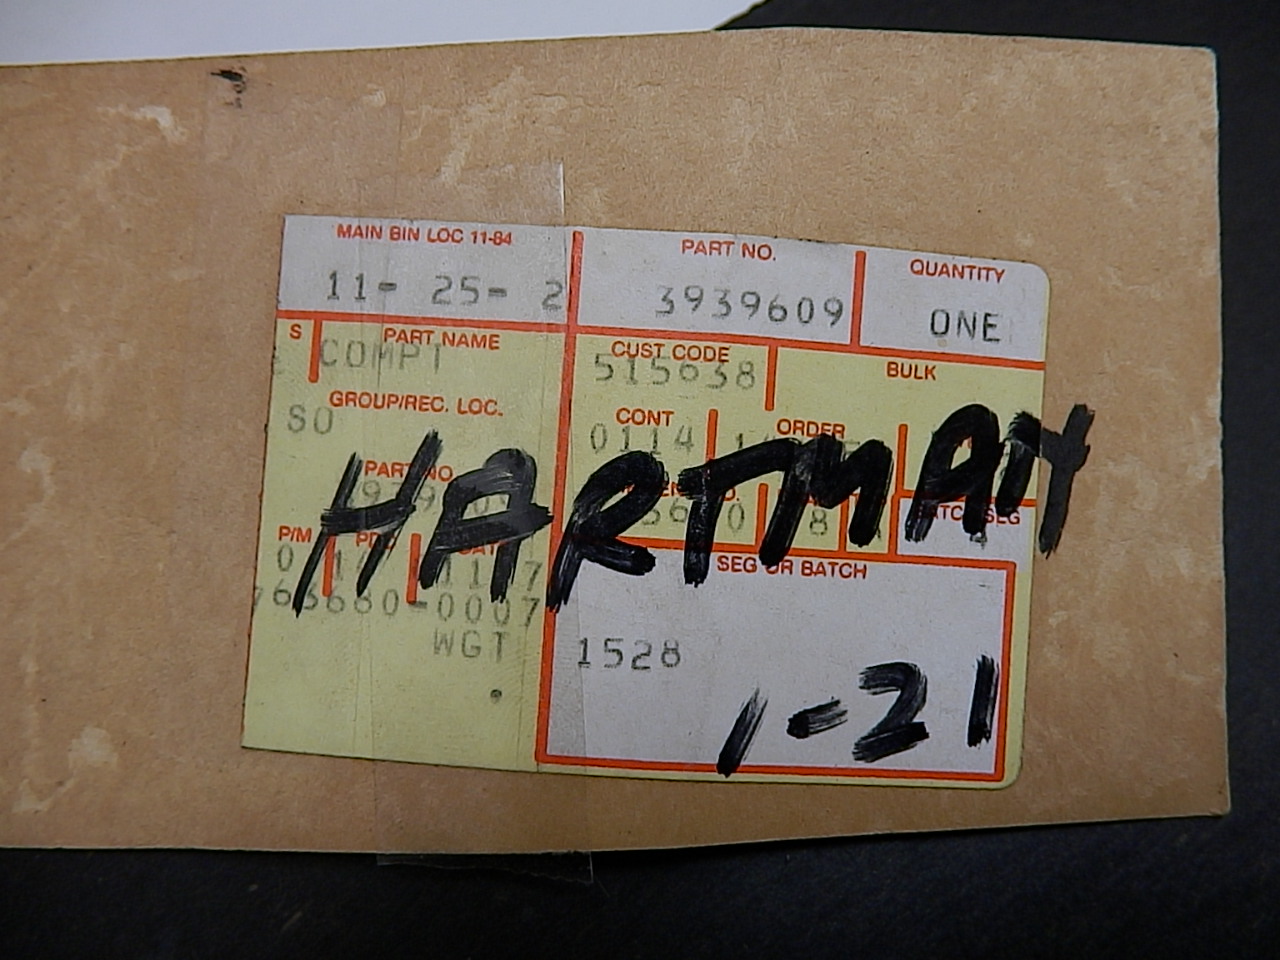 MAIN BIN LOC 11-84 PART NO. QUANTITY
11- 25- 2 3939609 ONE
S PART NAME CUST CODE BULK
COMPT 515638
GROUP/REC. LOC. CONT ORDER
SO 0114
PART NO
HARTMAN
P/M
SEG OR BATCH
-0007
WGT 1528
1-21